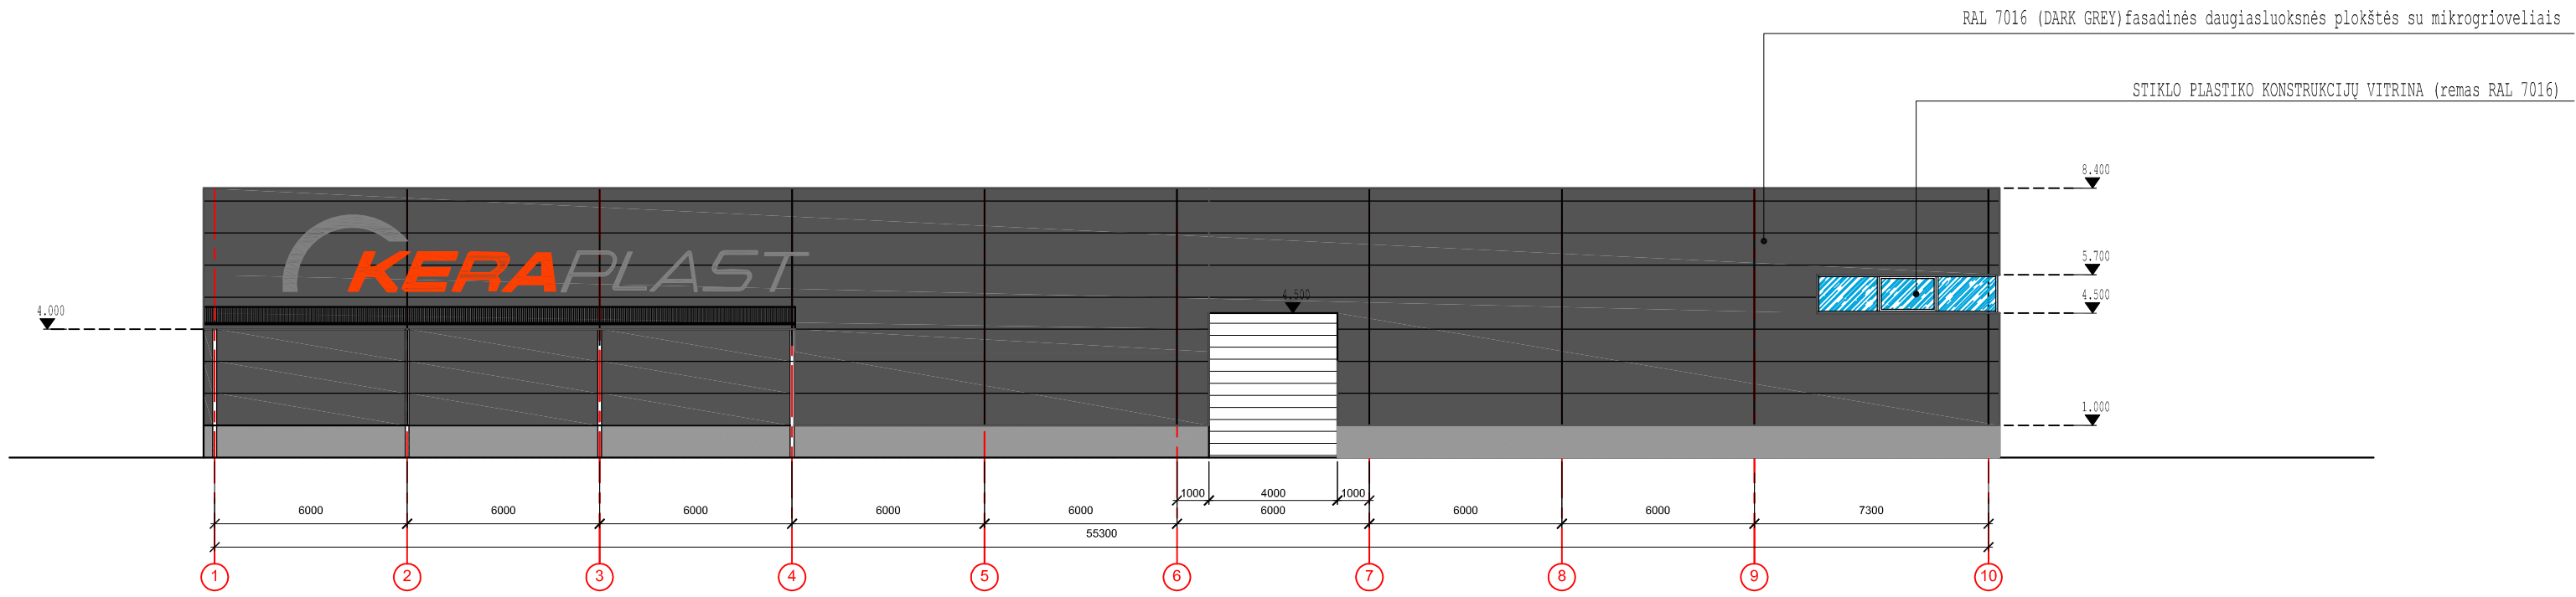 RAL 7016 (DARK GREY)fasadinės daugiasluoksnės plokštės su mikrogrioveliais
STIKLO PLASTIKO KONSTRUKCIJŲ VITRINA (remas RAL 7016)
8.400
KERAPLAST
5.700
4.500
4.500
4.000
1.000
1000 4000 1000
6000 6000 6000 6000 6000 6000 6000 6000 7300
55300
1 2 3 4 5 6 7 8 9 10